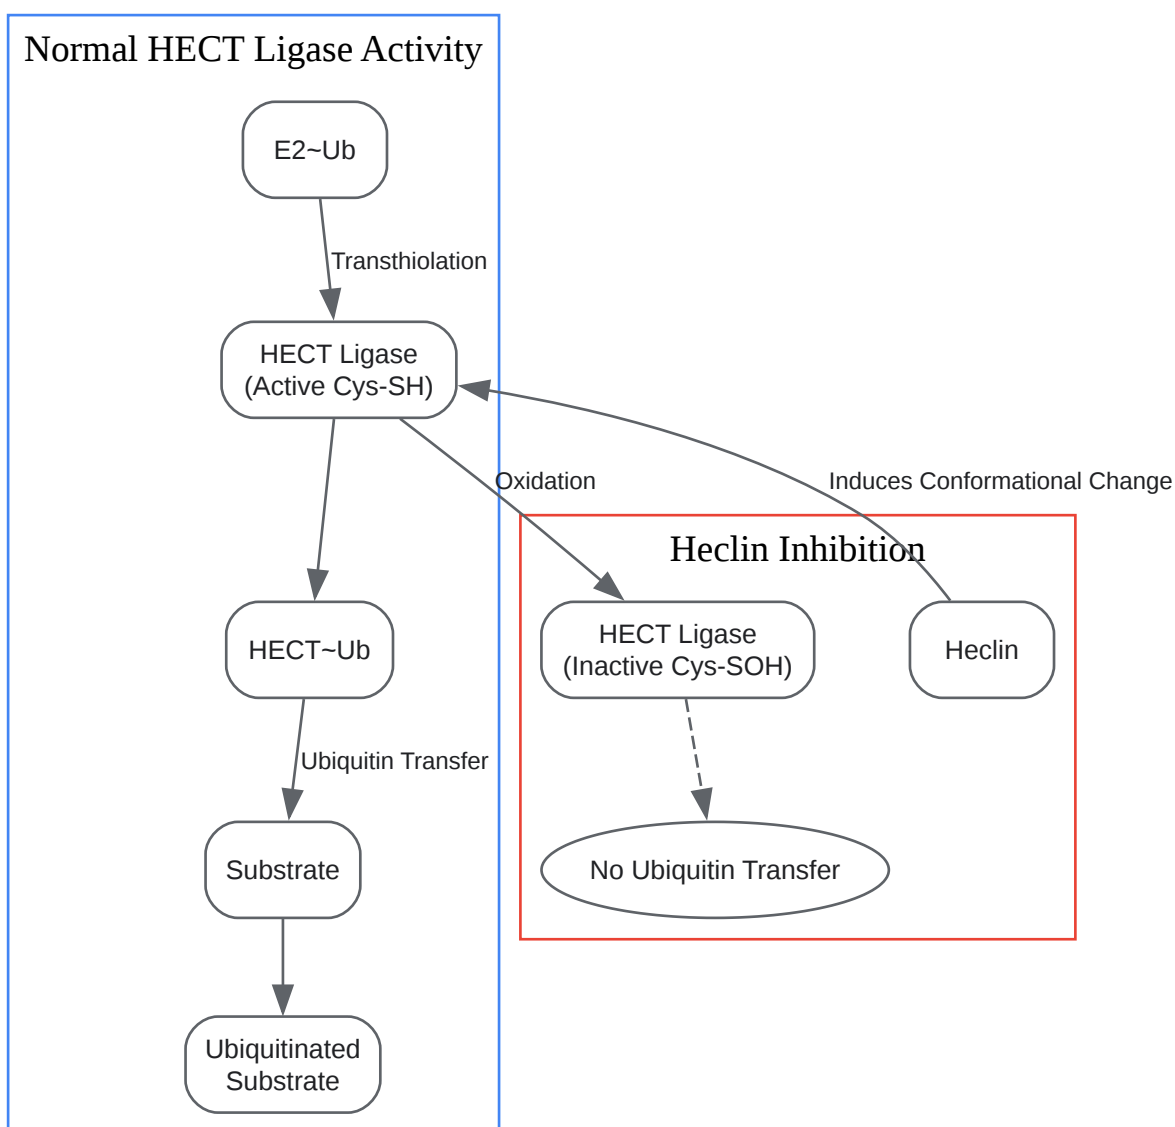 Normal HECT Ligase Activity
E2~Ub
Transthiolation
HECT Ligase
(Active Cys-SH)
Oxidation
Induces Conformational Change
Heclin Inhibition
HECT~Ub
HECT Ligase
(Inactive Cys-SOH)
Heclin
Ubiquitin Transfer
Substrate
No Ubiquitin Transfer
Ubiquitinated
Substrate